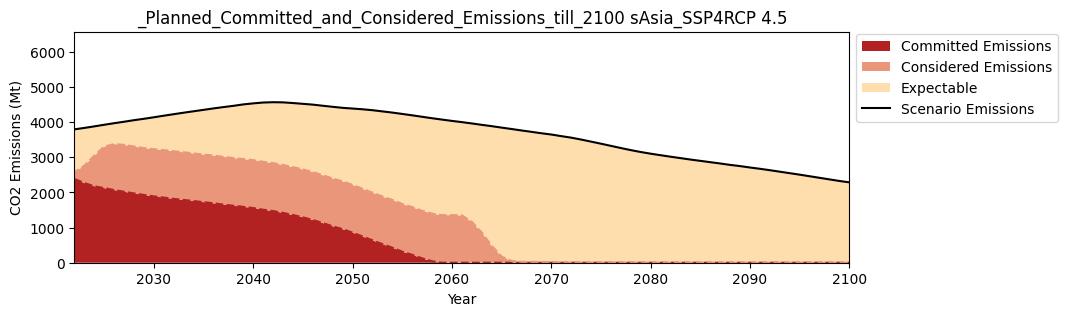 _Planned_Committed_and_Considered_Emissions_till_2100 sAsia_SSP4RCP 4.5
CO2 Emissions (Mt)
6000
5000
4000
3000
2000
1000
0
2030 2040 2050 2060 2070 2080 2090 2100
Year
Committed Emissions
Considered Emissions
Expectable
Scenario Emissions